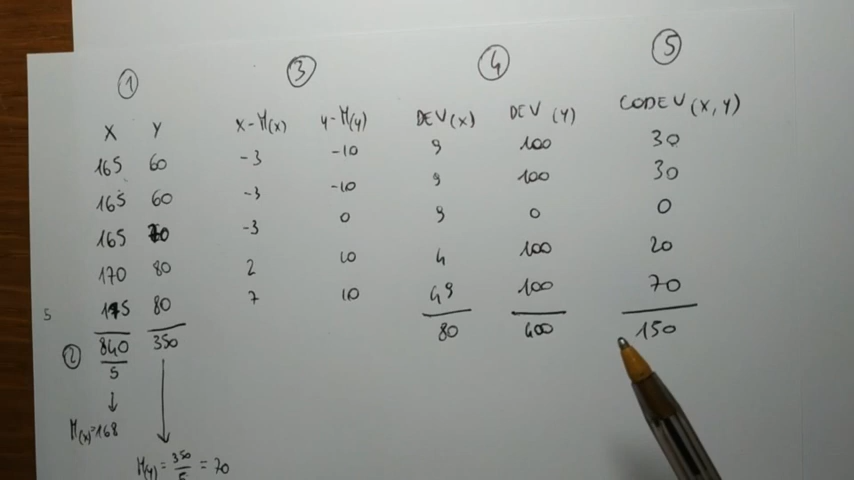 ① ③ ④ ⑤
X Y X-M(x) Y-M(y) DEV(x) DEV (Y) CODEV(X,Y)
165 60 -3 -10 9 100 30
165 60 -3 -10 9 100 30
165 70 -3 0 9 0 0
170 80 2 10 4 100 20
5 175 80 7 10 49 100 70
② 840 350 80 400 150
5
M(x)=168
M(y) = 350/5 = 70